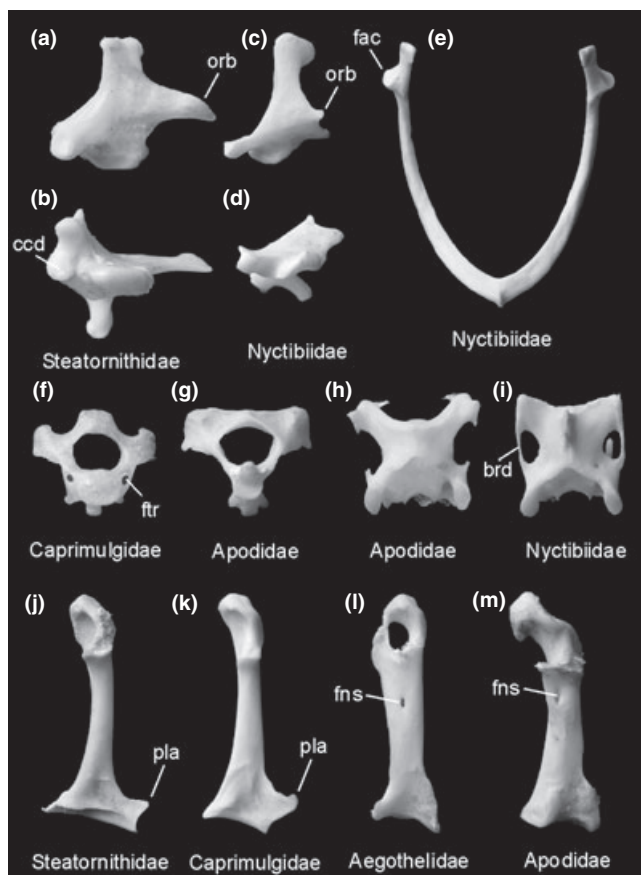 (a)
(c)
(e)
orb
orb
fac
(b)
(d)
ccd
Steatornithidae
Nyctibiidae
Nyctibiidae
(f)
(g)
(h)
(i)
ftr
brd
Caprimulgidae
Apodidae
Apodidae
Nyctibiidae
(j)
(k)
(l)
(m)
fns
fns
pla
pla
Steatornithidae
Caprimulgidae
Aegothelidae
Apodidae